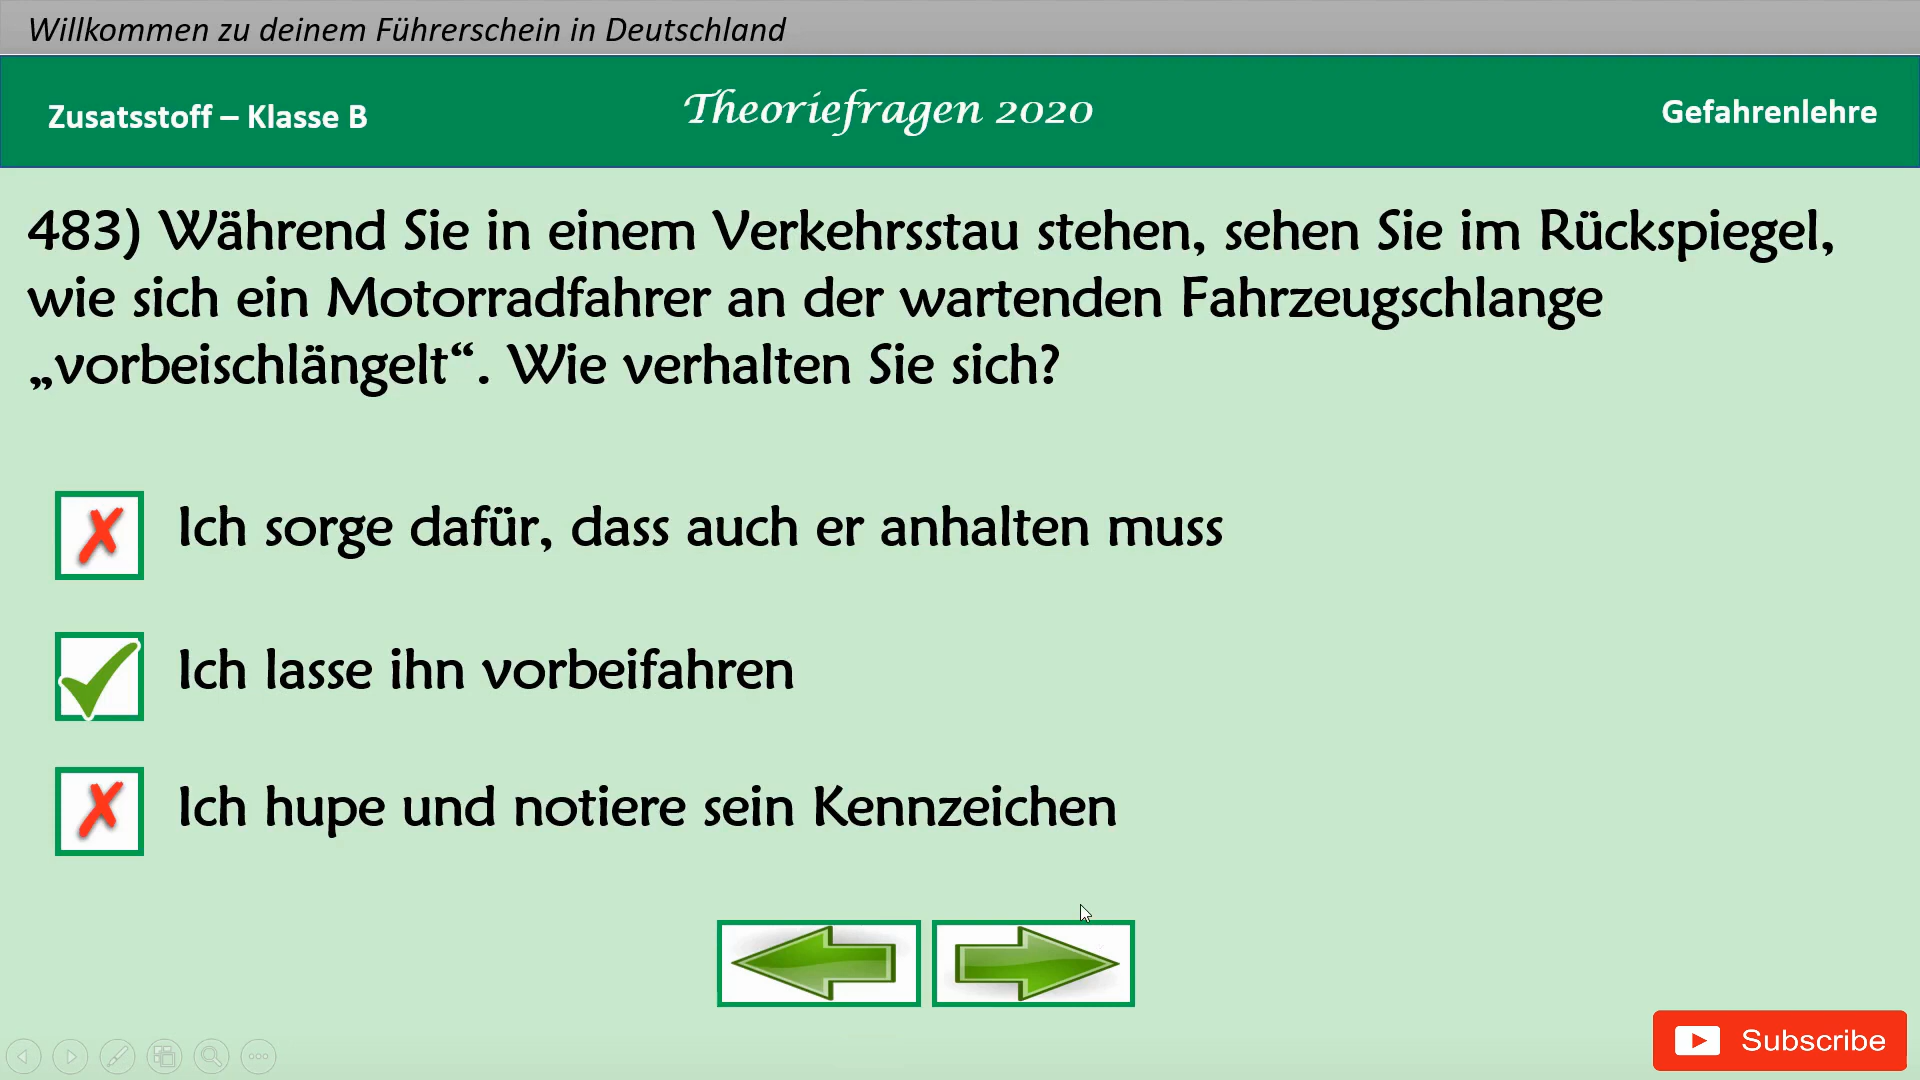 Willkommen zu deinem Führerschein in Deutschland
Zusatsstoff – Klasse B
Theoriefragen 2020
Gefahrenlehre
483) Während Sie in einem Verkehrsstau stehen, sehen Sie im Rückspiegel,
wie sich ein Motorradfahrer an der wartenden Fahrzeugschlange
„vorbeischlängelt“. Wie verhalten Sie sich?
Ich sorge dafür, dass auch er anhalten muss
Ich lasse ihn vorbeifahren
Ich hupe und notiere sein Kennzeichen
Subscribe